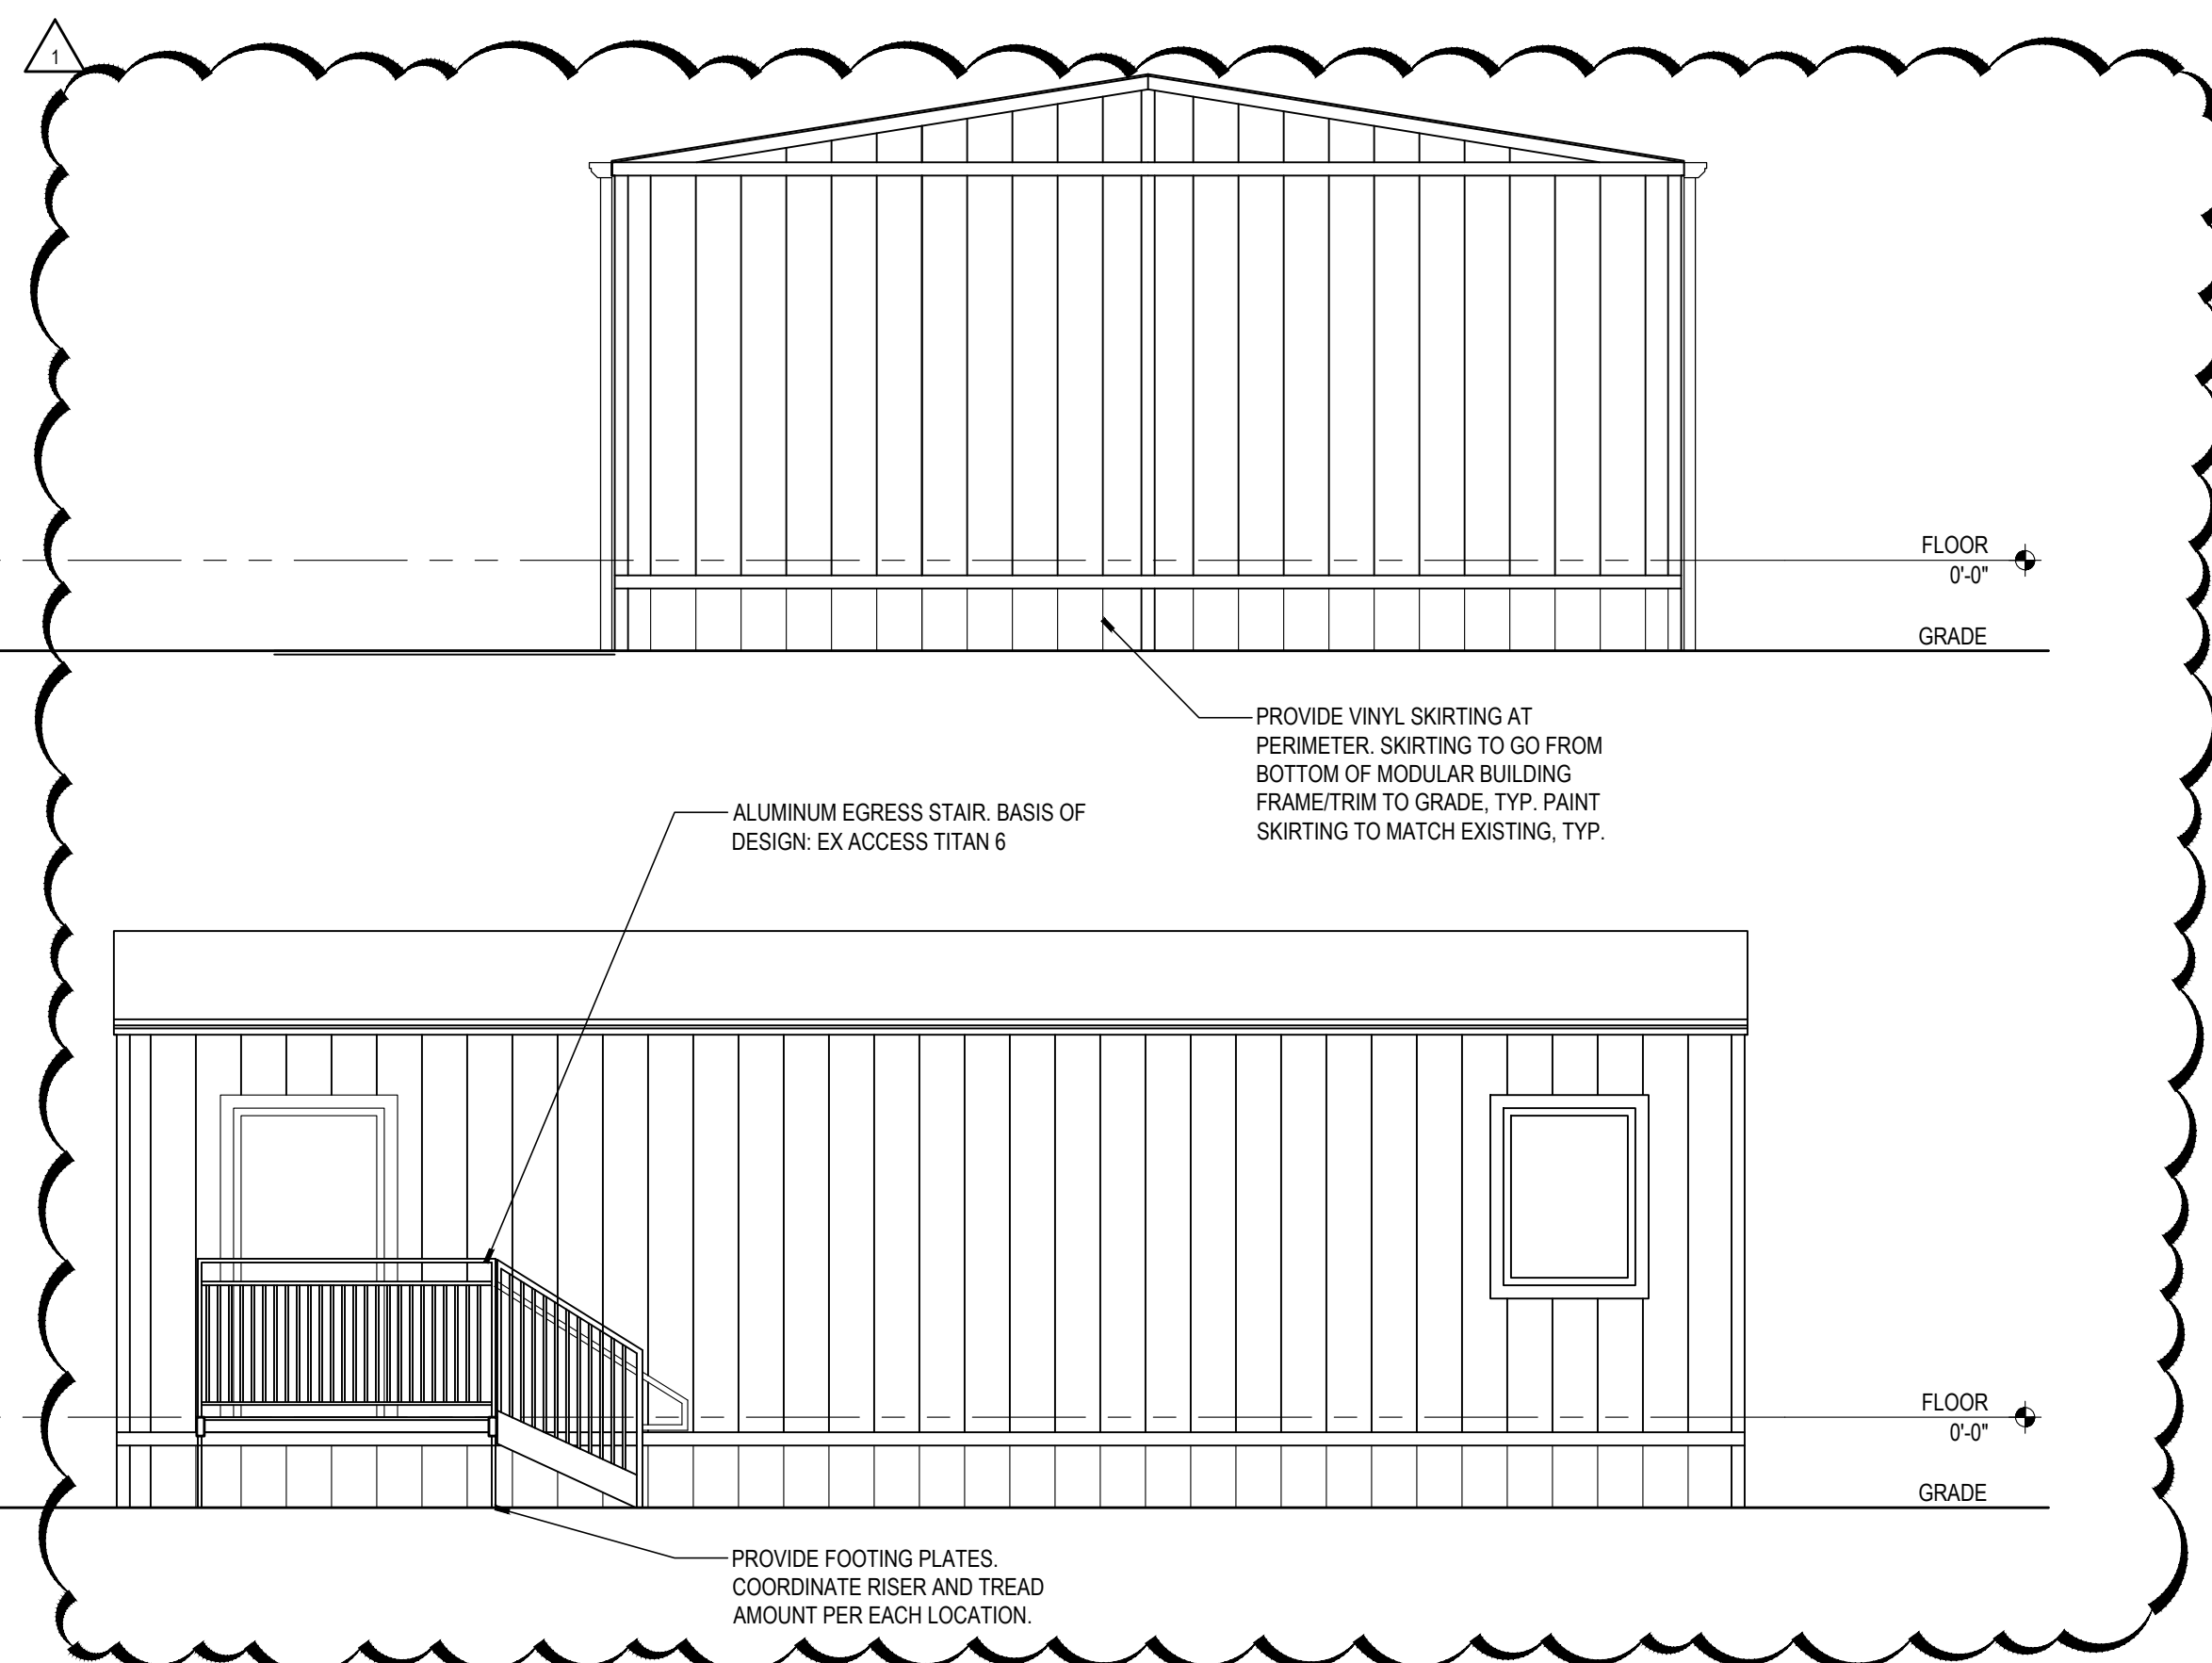 1
FLOOR
0'-0"
GRADE
PROVIDE VINYL SKIRTING AT
PERIMETER. SKIRTING TO GO FROM
BOTTOM OF MODULAR BUILDING
FRAME/TRIM TO GRADE, TYP. PAINT
SKIRTING TO MATCH EXISTING, TYP.
ALUMINUM EGRESS STAIR. BASIS OF
DESIGN: EX ACCESS TITAN 6
FLOOR
0'-0"
GRADE
PROVIDE FOOTING PLATES.
COORDINATE RISER AND TREAD
AMOUNT PER EACH LOCATION.